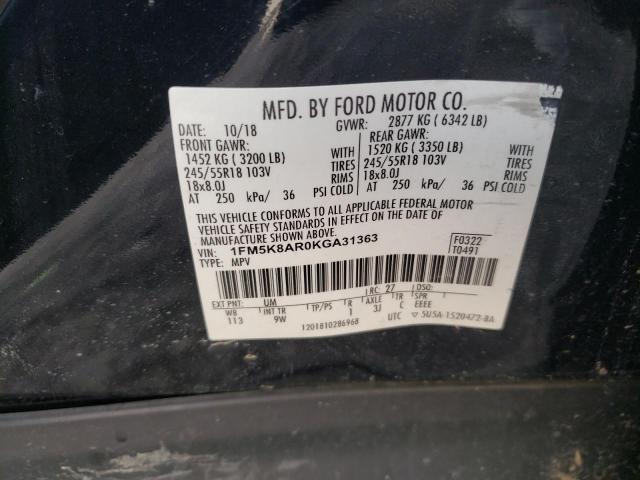 MFD. BY FORD MOTOR CO.
DATE: 10/18 GVWR: 2877 KG ( 6342 LB)
FRONT GAWR: REAR GAWR:
1452 KG ( 3200 LB) WITH 1520 KG ( 3350 LB) WITH
245/55R18 103V TIRES 245/55R18 103V TIRES
18x8.0J RIMS 18x8.0J RIMS
AT 250 kPa/ 36 PSI COLD AT 250 kPa/ 36 PSI COLD
THIS VEHICLE CONFORMS TO ALL APPLICABLE FEDERAL MOTOR
VEHICLE SAFETY STANDARDS IN EFFECT ON THE DATE OF
MANUFACTURE SHOWN ABOVE.
VIN: 1FM5K8AR0KGA31363 F0322
TYPE: MPV T0491
EXT PNT: UM RC: 27
WB INT TR TP/PS R AXLE TR SPR
113 9W 1 3J C EEEE
1201810286968 UTC ▽ 5U5A-1520472-BA